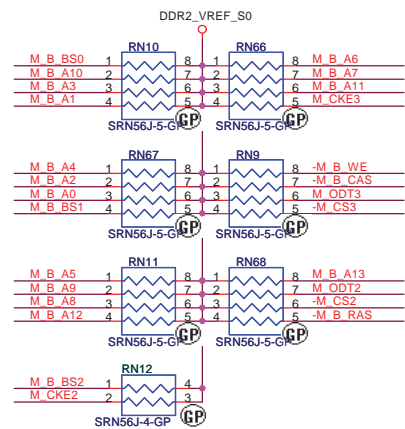 DDR2_VREF_S0
RN10 RN66
M_B_BS0 1 8 1 8 M_B_A6
M_B_A10 2 7 2 7 M_B_A7
M_B_A3 3 6 3 6 M_B_A11
M_B_A1 4 5 4 5 M_CKE3
SRN56J-5-GP GP SRN56J-5-GP GP
RN67 RN9
M_B_A4 1 8 1 8 -M_B_WE
M_B_A2 2 7 2 7 -M_B_CAS
M_B_A0 3 6 3 6 M_ODT3
M_B_BS1 4 5 4 5 -M_CS3
SRN56J-5-GP GP SRN56J-5-GP GP
RN11 RN68
M_B_A5 1 8 1 8 M_B_A13
M_B_A9 2 7 2 7 M_ODT2
M_B_A8 3 6 3 6 -M_CS2
M_B_A12 4 5 4 5 -M_B_RAS
SRN56J-5-GP GP SRN56J-5-GP GP
RN12
M_B_BS2 1 4
M_CKE2 2 3
SRN56J-4-GP GP